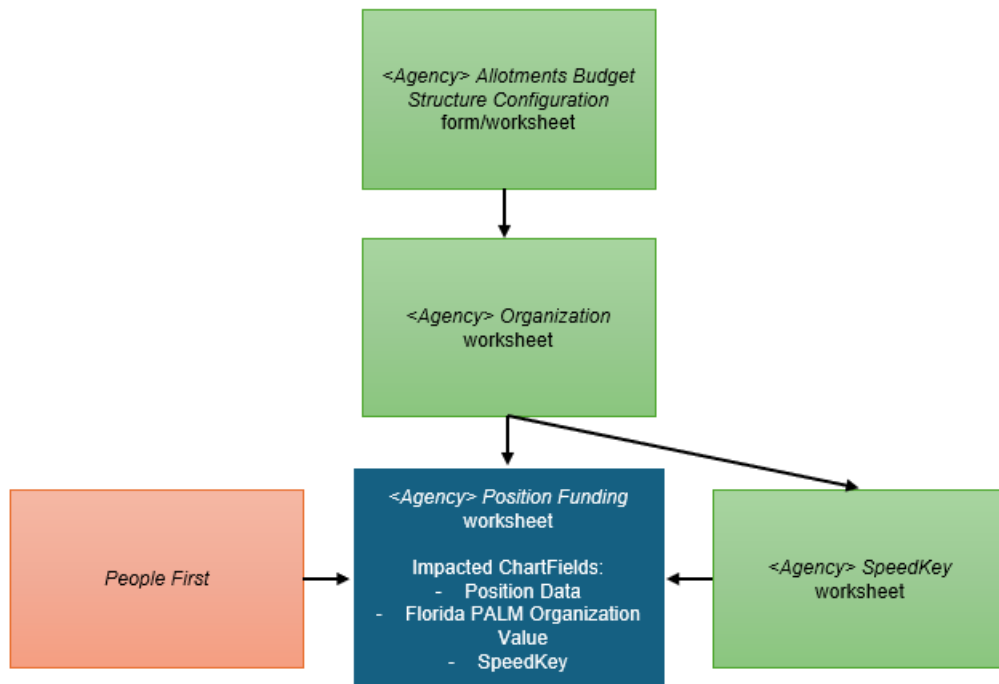 <Agency> Allotments Budget
Structure Configuration
form/worksheet
<Agency> Organization
worksheet
People First
<Agency> Position Funding
worksheet
Impacted ChartFields:
- Position Data
- Florida PALM Organization
Value
- SpeedKey
<Agency> SpeedKey
worksheet